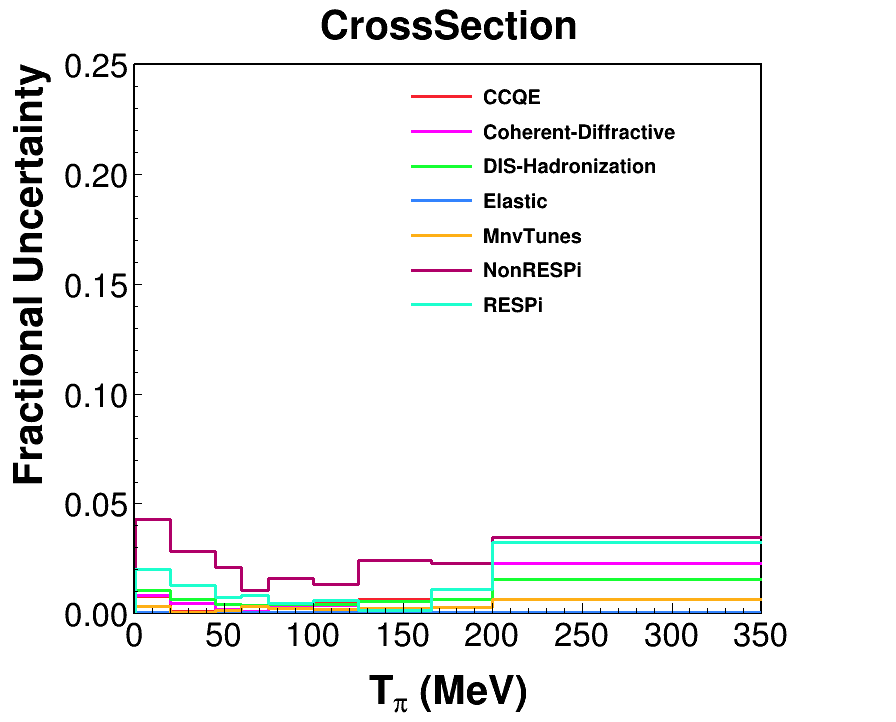 CrossSection
Fractional Uncertainty
0.25
0.20
0.15
0.10
0.05
0.00
CCQE
Coherent-Diffractive
DIS-Hadronization
Elastic
MnvTunes
NonRESPi
RESPi
0 50 100 150 200 250 300 350
Tπ (MeV)